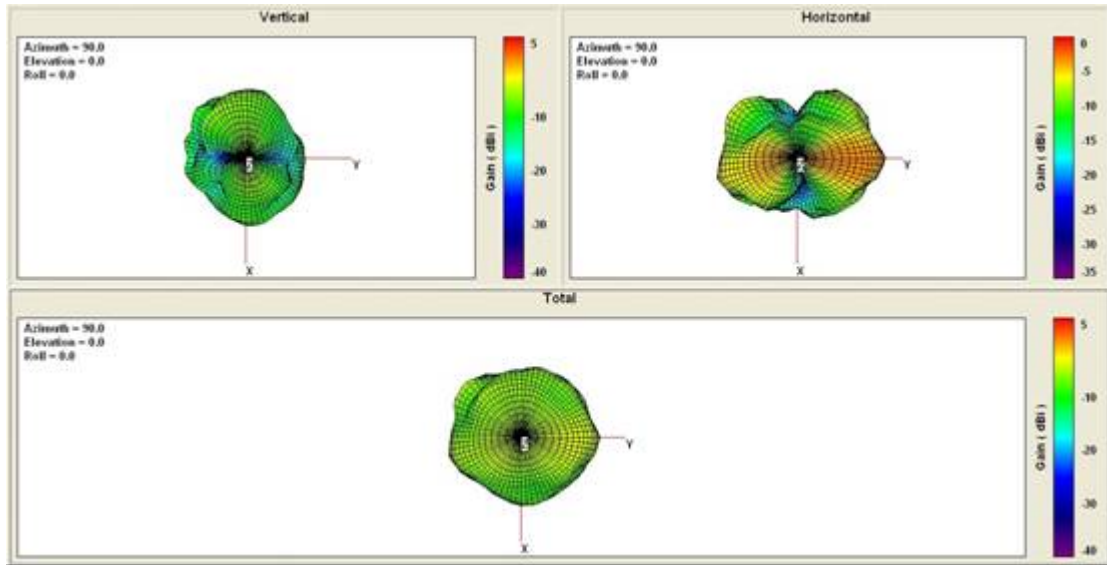 Vertical
Azimuth = 90.0
Elevation = 0.0
Roll = 0.0
Y
X
5
-10
-20
-30
-40
Gain ( dBi )
Horizontal
Azimuth = 90.0
Elevation = 0.0
Roll = 0.0
Y
X
0
-5
-10
-15
-20
-25
-30
-35
Gain ( dBi )
Total
Azimuth = 90.0
Elevation = 0.0
Roll = 0.0
Y
X
5
-10
-20
-30
-40
Gain ( dBi )